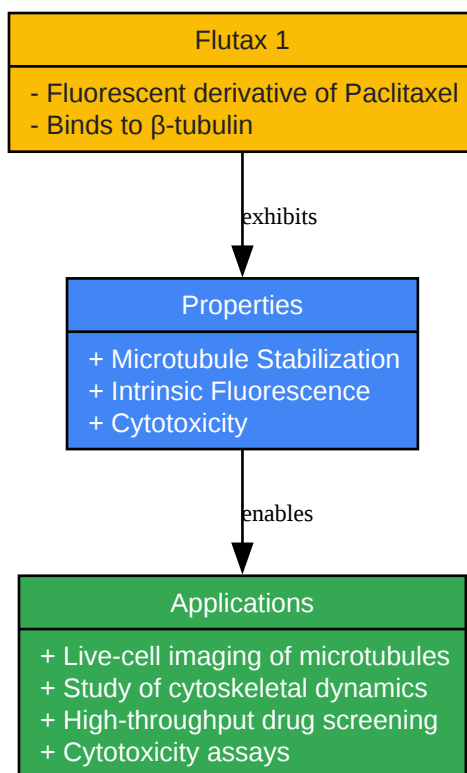 Flutax 1
- Fluorescent derivative of Paclitaxel
- Binds to β-tubulin
exhibits
Properties
+ Microtubule Stabilization
+ Intrinsic Fluorescence
+ Cytotoxicity
enables
Applications
+ Live-cell imaging of microtubules
+ Study of cytoskeletal dynamics
+ High-throughput drug screening
+ Cytotoxicity assays